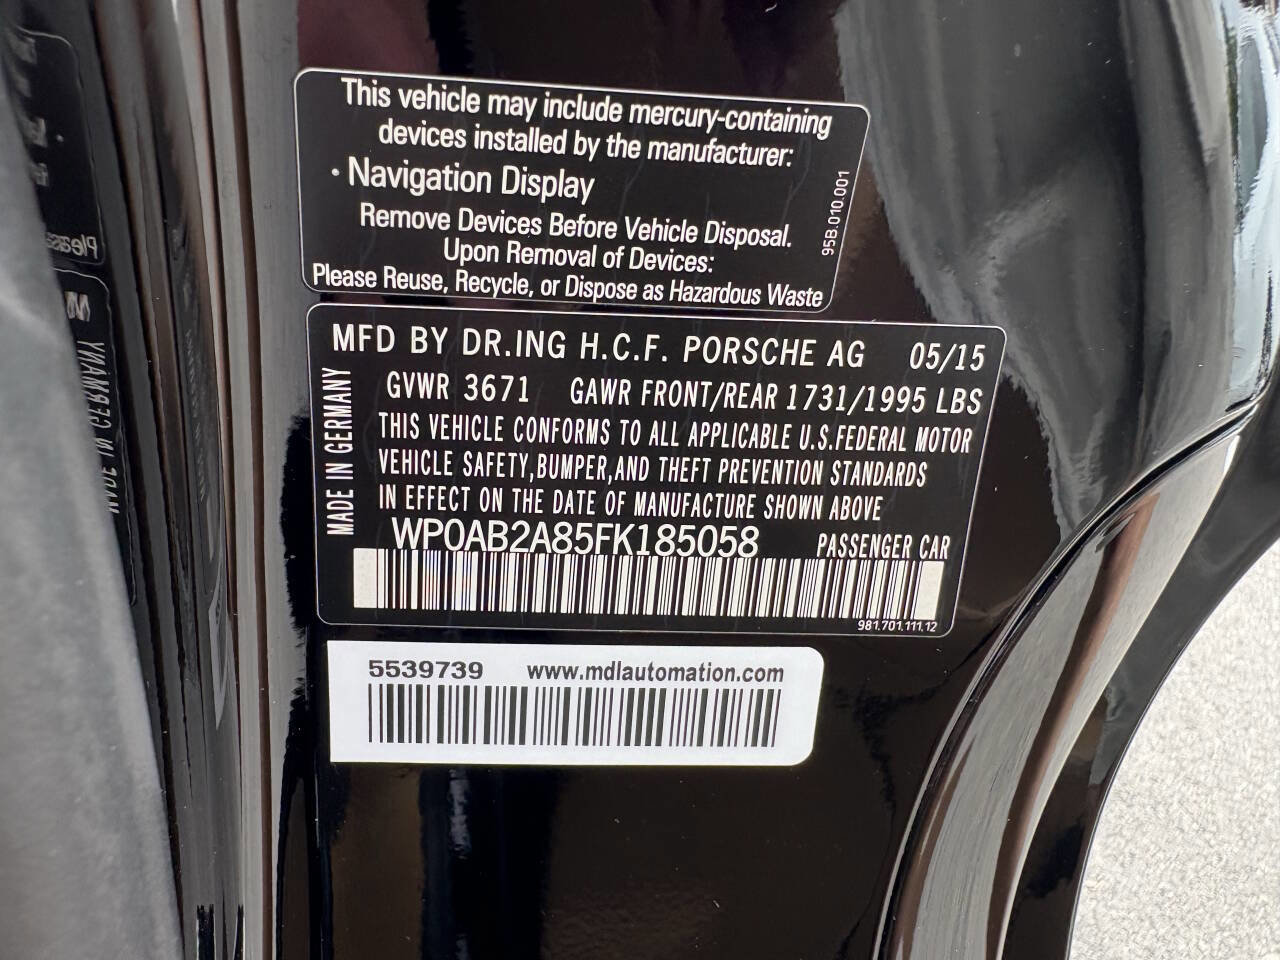 This vehicle may include mercury-containing
devices installed by the manufacturer:
· Navigation Display
Remove Devices Before Vehicle Disposal.
Upon Removal of Devices:
Please Reuse, Recycle, or Dispose as Hazardous Waste
95B.010.001
MFD BY DR.ING H.C.F. PORSCHE AG 05/15
GVWR 3671 GAWR FRONT/REAR 1731/1995 LBS
THIS VEHICLE CONFORMS TO ALL APPLICABLE U.S.FEDERAL MOTOR
VEHICLE SAFETY,BUMPER,AND THEFT PREVENTION STANDARDS
IN EFFECT ON THE DATE OF MANUFACTURE SHOWN ABOVE
MADE IN GERMANY
WP0AB2A85FK185058 PASSENGER CAR
981.701.111.12
5539739 www.mdlautomation.com